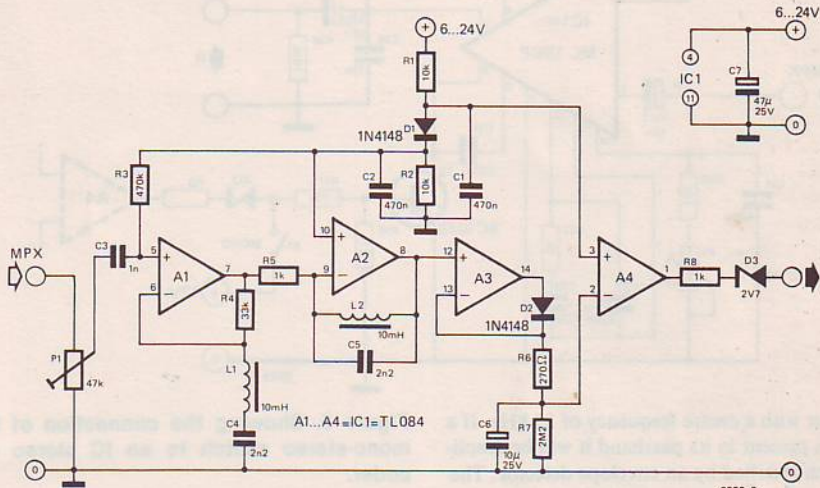 6...24V
6...24V
R1
10k
4
IC1
11
C7
47µ
25V
0
D1
1N4148
R3
470k
C2
470n
R2
10k
C1
470n
MPX
C3
1n
5
6
A1
7
R5
1k
10
9
A2
8
12
13
A3
14
3
2
A4
1
R8
1k
D3
2V7
R4
33k
L2
10mH
D2
1N4148
C5
2n2
P1
47k
L1
10mH
R6
270Ω
C4
2n2
A1...A4=IC1=TL084
C6
10µ
25V
R7
2M2
0
0